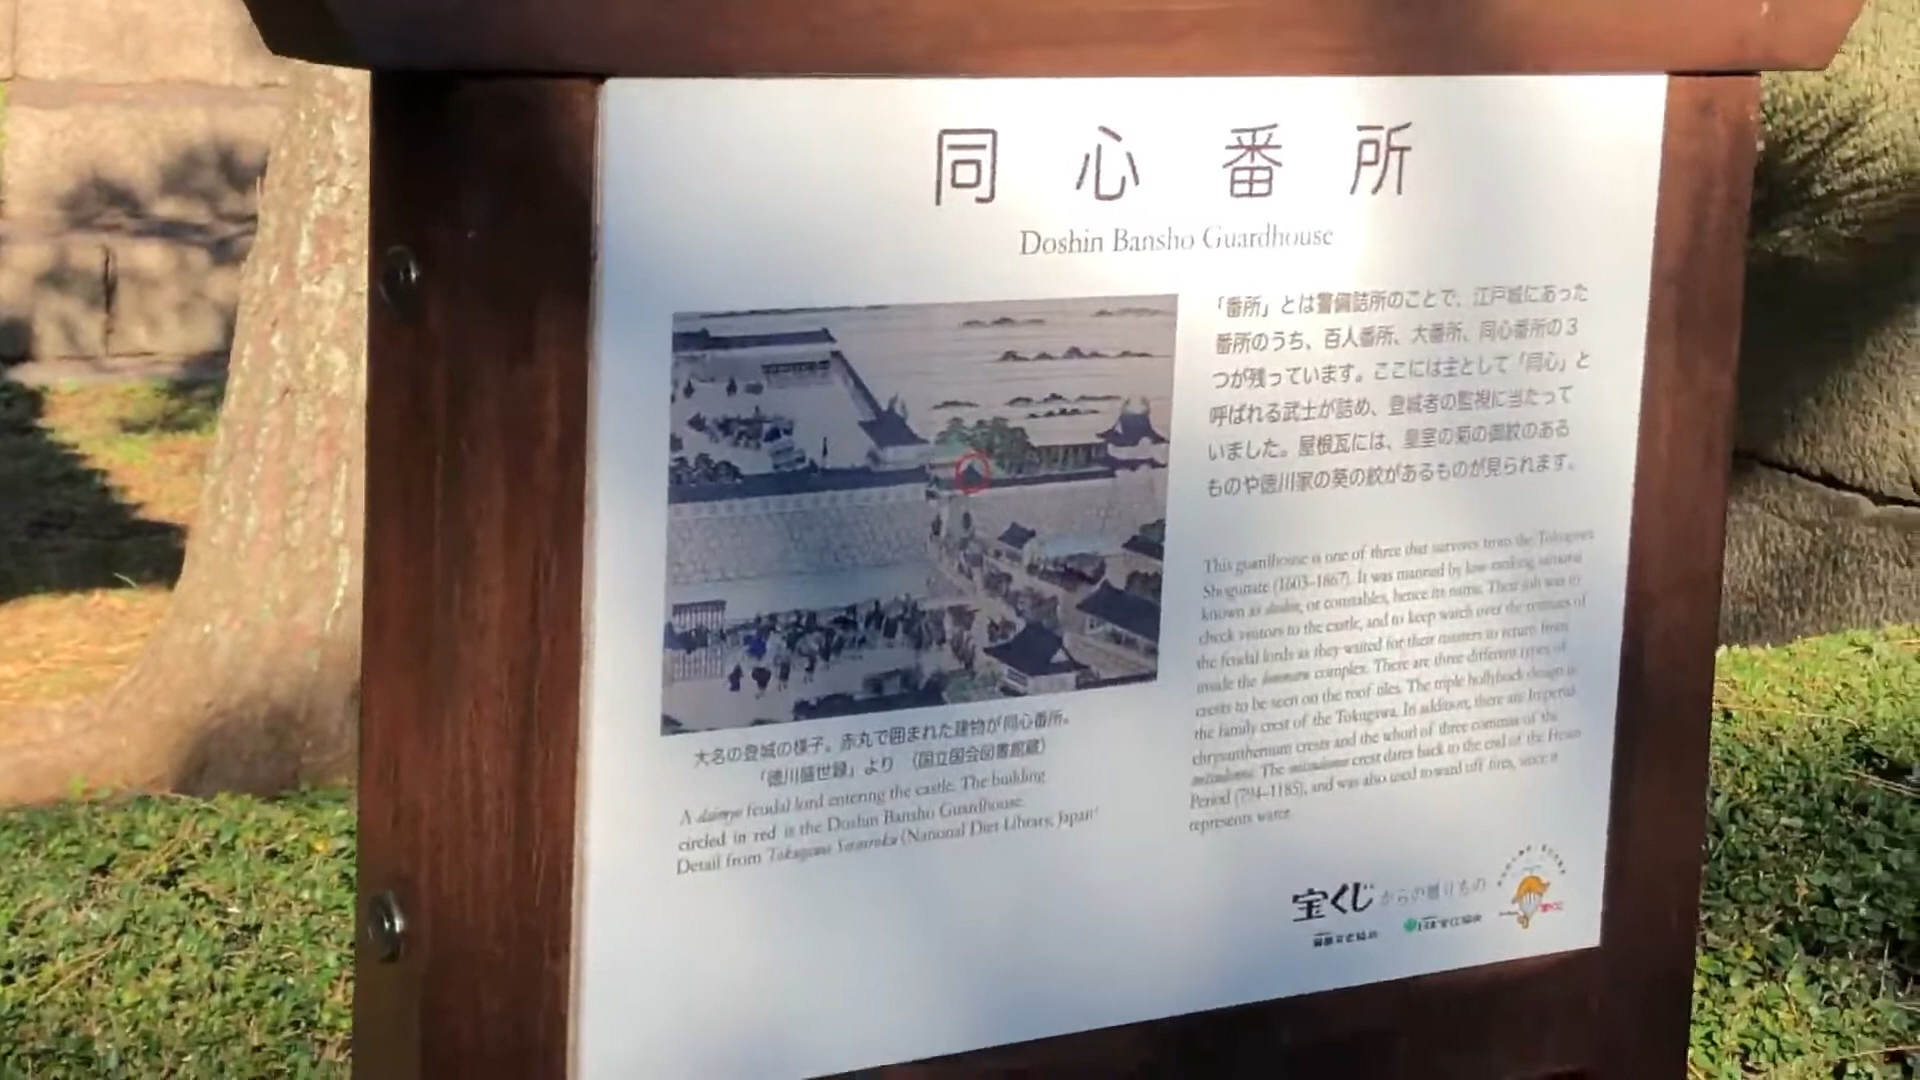 同心番所
Doshin Bansho Guardhouse
「番所」とは警備詰所のことで、江戸城にあった
番所のうち、百人番所、大番所、同心番所の3
つが残っています。ここには主として「同心」と
呼ばれる武士が詰め、登城者の監視に当たって
いました。屋根瓦には、皇室の菊の御紋のある
ものや徳川家の葵の紋があるものが見られます。
This guardhouse is one of three that survives from the Tokugawa
Shogunate (1603–1867). It was manned by low-ranking samurai
known as doshin, or constables, hence its name. Their job was to
check visitors to the castle, and to keep watch over the retinues of
the feudal lords as they waited for their masters to return from
inside the honmaru complex. There are three different types of
crests to be seen on the roof tiles. The triple hollyhock design is
the family crest of the Tokugawa. In addition, there are Imperial
chrysanthemum crests and the whorl of three commas of the
mitsudomoe. The mitsudomoe crest dates back to the end of the Heian
Period (794–1185), and was also used to ward off fires, since it
represents water.
大名の登城の様子。赤丸で囲まれた建物が同心番所。
「徳川盛世録」より （国立国会図書館蔵）
A daimyo feudal lord entering the castle. The building
circled in red is the Doshin Bansho Guardhouse.
Detail from Tokugawa Seiseiroku (National Diet Library, Japan)
宝くじ からの贈りもの